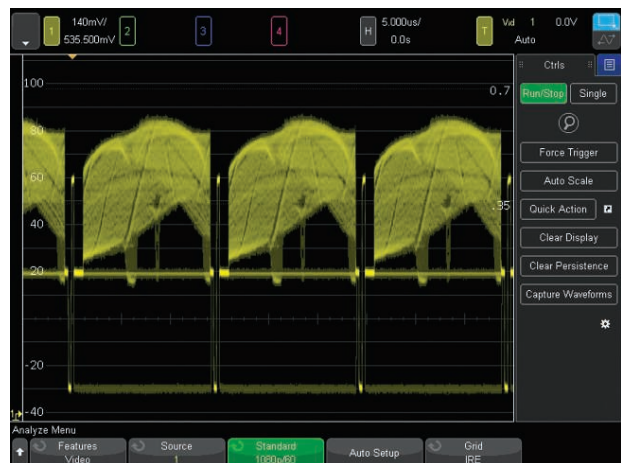 1 140mV/ 2 3 4 H 5.000us/ T Vid 1 0.0V
535.500mV 0.0s Auto
Ctrls
100
0.7
Run/Stop Single
80
Force Trigger
60
Auto Scale
.35
Quick Action
40
Clear Display
20
Clear Persistence
Capture Waveforms
-20
-40
Analyze Menu
Features Source Standard Auto Setup Grid
Video 1 1080p/60 IRE